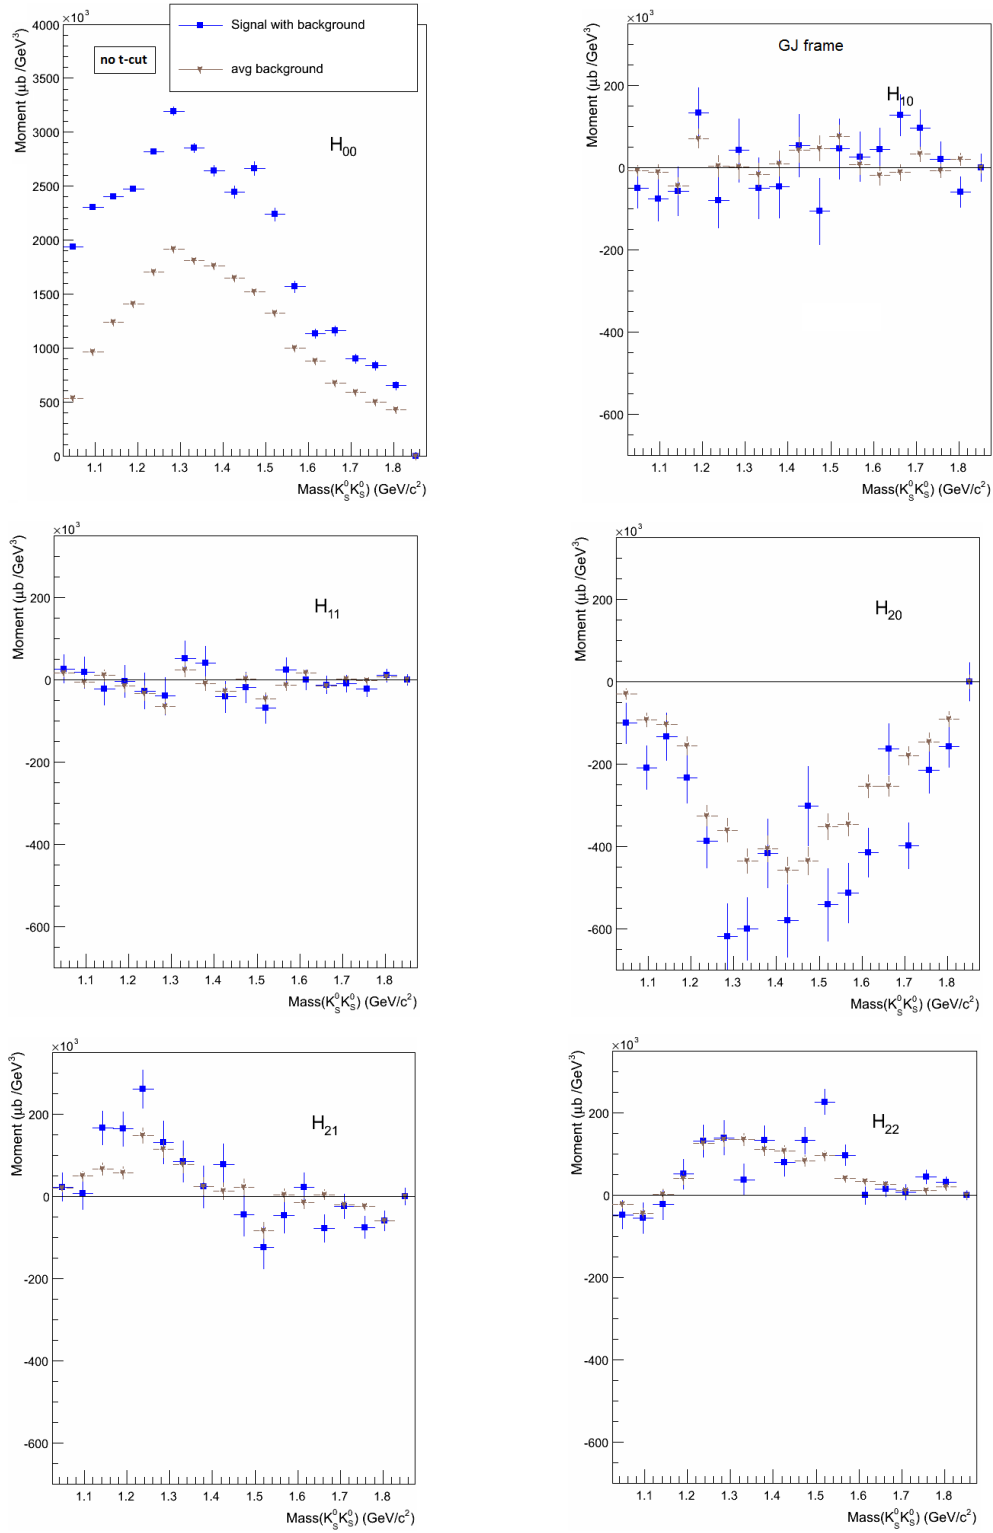 ×10³
Moment (μb /GeV³)
4000
3500
3000
2500
2000
1500
1000
500
0
no t-cut
Signal with background
avg background
H₀₀
1.1 1.2 1.3 1.4 1.5 1.6 1.7 1.8
Mass(K⁰ₛK⁰ₛ) (GeV/c²)
×10³
Moment (μb /GeV³)
GJ frame
H₁₀
200
0
-200
-400
-600
1.1 1.2 1.3 1.4 1.5 1.6 1.7 1.8
Mass(K⁰ₛK⁰ₛ) (GeV/c²)
×10³
Moment (μb /GeV³)
H₁₁
200
0
-200
-400
-600
1.1 1.2 1.3 1.4 1.5 1.6 1.7 1.8
Mass(K⁰ₛK⁰ₛ) (GeV/c²)
×10³
Moment (μb /GeV³)
H₂₀
200
0
-200
-400
-600
1.1 1.2 1.3 1.4 1.5 1.6 1.7 1.8
Mass(K⁰ₛK⁰ₛ) (GeV/c²)
×10³
Moment (μb /GeV³)
H₂₁
200
0
-200
-400
-600
1.1 1.2 1.3 1.4 1.5 1.6 1.7 1.8
Mass(K⁰ₛK⁰ₛ) (GeV/c²)
×10³
Moment (μb /GeV³)
H₂₂
200
0
-200
-400
-600
1.1 1.2 1.3 1.4 1.5 1.6 1.7 1.8
Mass(K⁰ₛK⁰ₛ) (GeV/c²)